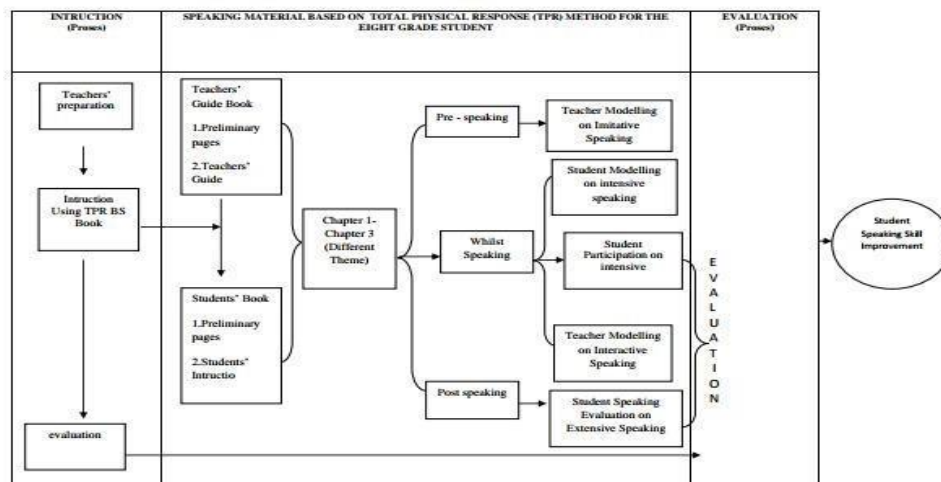 INTRUCTION
(Proses)
SPEAKING MATERIAL BASED ON TOTAL PHYSICAL RESPONSE (TPR) METHOD FOR THE
EIGHT GRADE STUDENT
EVALUATION
(Proses)
Teachers'
preparation
Intruction
Using TPR BS
Book
evaluation
Teachers'
Guide Book
1.Preliminary
pages
2.Teachers'
Guide
Students' Book
1.Preliminary
pages
2.Students'
Intructio
Chapter 1-
Chapter 3
(Different
Theme)
Pre - speaking
Whilst
Speaking
Post speaking
Teacher Modelling
on Imitative
Speaking
Student Modelling
on intensive
speaking
Student
Participation on
intensive
Teacher Modelling
on Interactive
Speaking
Student Speaking
Evaluation on
Extensive Speaking
EVALUATION
Student
Speaking Skill
Improvement